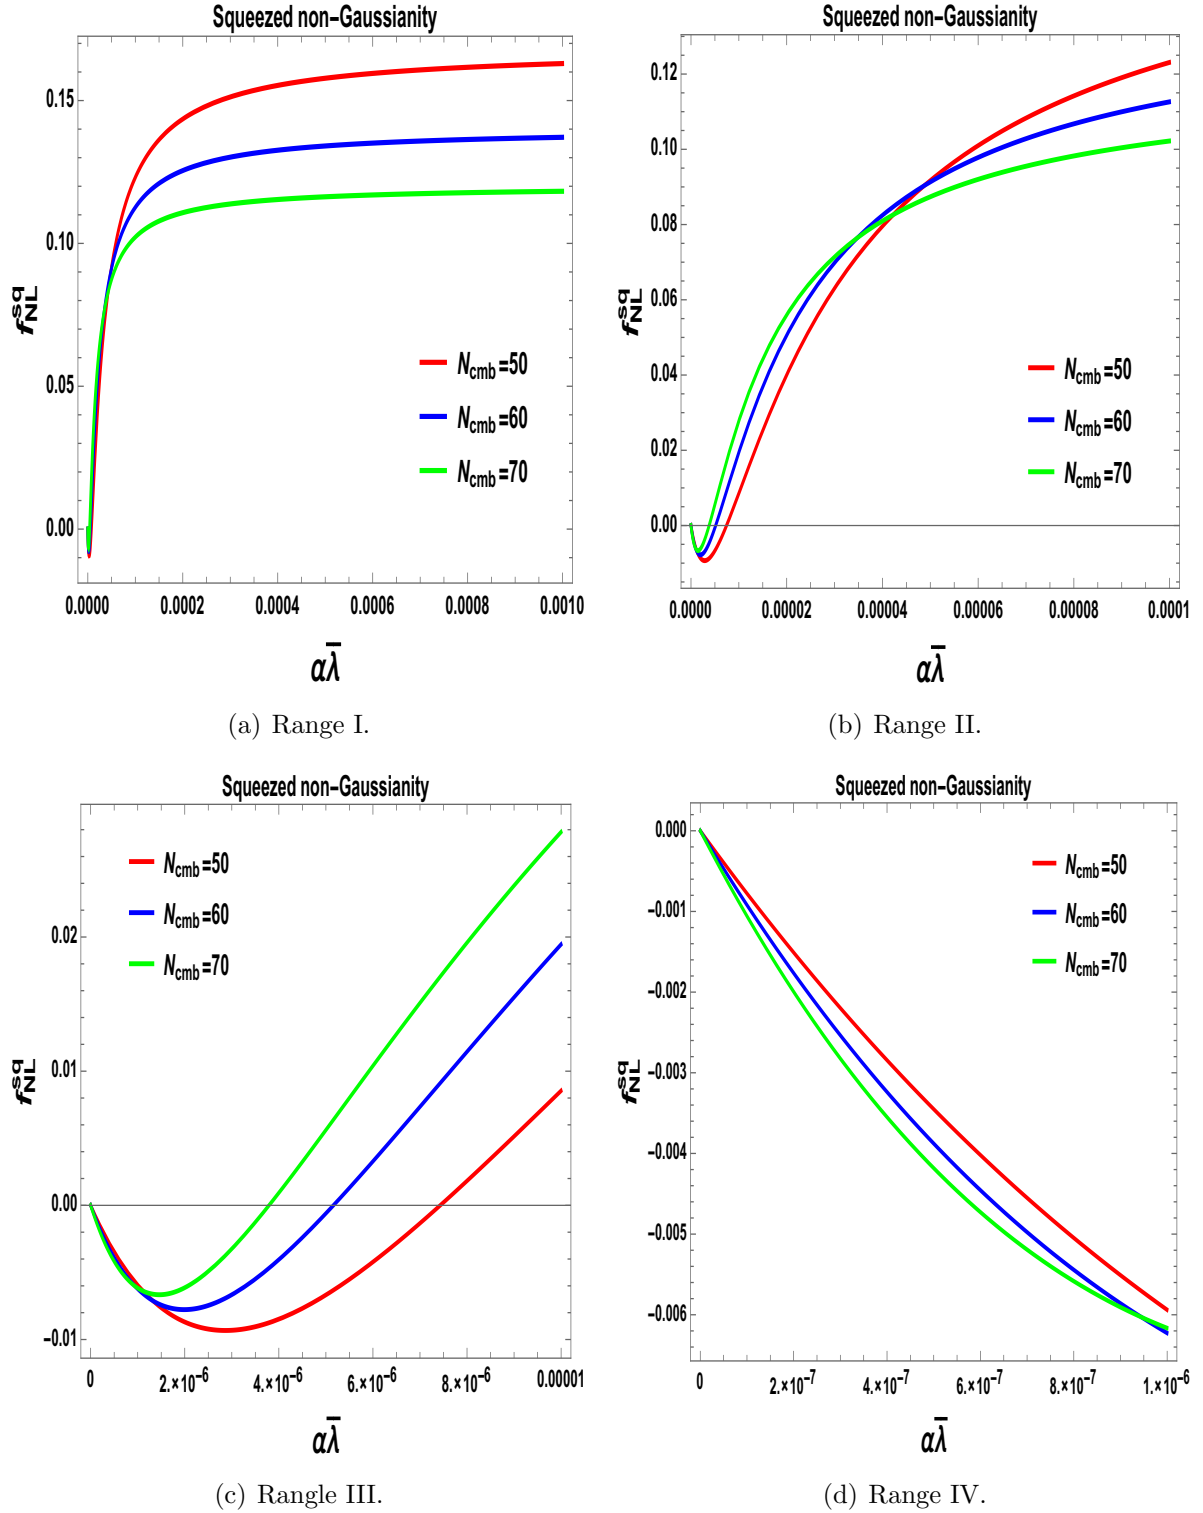 Squeezed non-Gaussianity
f_NL^sq
0.15
0.10
0.05
0.00
N_cmb=50
N_cmb=60
N_cmb=70
0.0000 0.0002 0.0004 0.0006 0.0008 0.0010
αλ̄
(a) Range I.
Squeezed non-Gaussianity
f_NL^sq
0.12
0.10
0.08
0.06
0.04
0.02
0.00
N_cmb=50
N_cmb=60
N_cmb=70
0.0000 0.00002 0.00004 0.00006 0.00008 0.0001
αλ̄
(b) Range II.
Squeezed non-Gaussianity
f_NL^sq
N_cmb=50
N_cmb=60
N_cmb=70
0.02
0.01
0.00
-0.01
0 2.×10⁻⁶ 4.×10⁻⁶ 6.×10⁻⁶ 8.×10⁻⁶ 0.00001
αλ̄
(c) Rangle III.
Squeezed non-Gaussianity
f_NL^sq
0.000
-0.001
-0.002
-0.003
-0.004
-0.005
-0.006
N_cmb=50
N_cmb=60
N_cmb=70
0 2.×10⁻⁷ 4.×10⁻⁷ 6.×10⁻⁷ 8.×10⁻⁷ 1.×10⁻⁶
αλ̄
(d) Range IV.